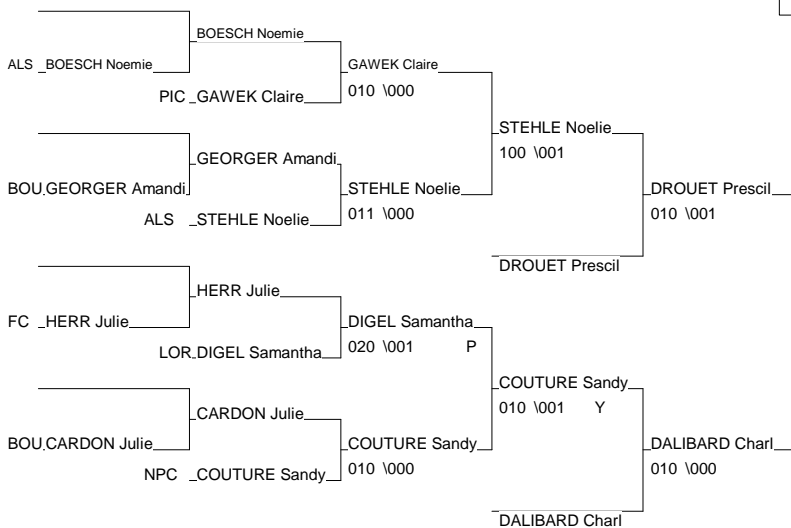 BOESCH Noemie
ALS BOESCH Noemie GAWEK Claire
PIC GAWEK Claire 010 \000
STEHLE Noelie
100 \001
GEORGER Amandi
BOU GEORGER Amandi STEHLE Noelie DROUET Prescil
ALS STEHLE Noelie 011 \000 010 \001
DROUET Prescil
HERR Julie
FC HERR Julie DIGEL Samantha
LOR DIGEL Samantha 020 \001 P
COUTURE Sandy
010 \001 Y
CARDON Julie
BOU CARDON Julie COUTURE Sandy DALIBARD Charl
NPC COUTURE Sandy 010 \000 010 \000
DALIBARD Charl